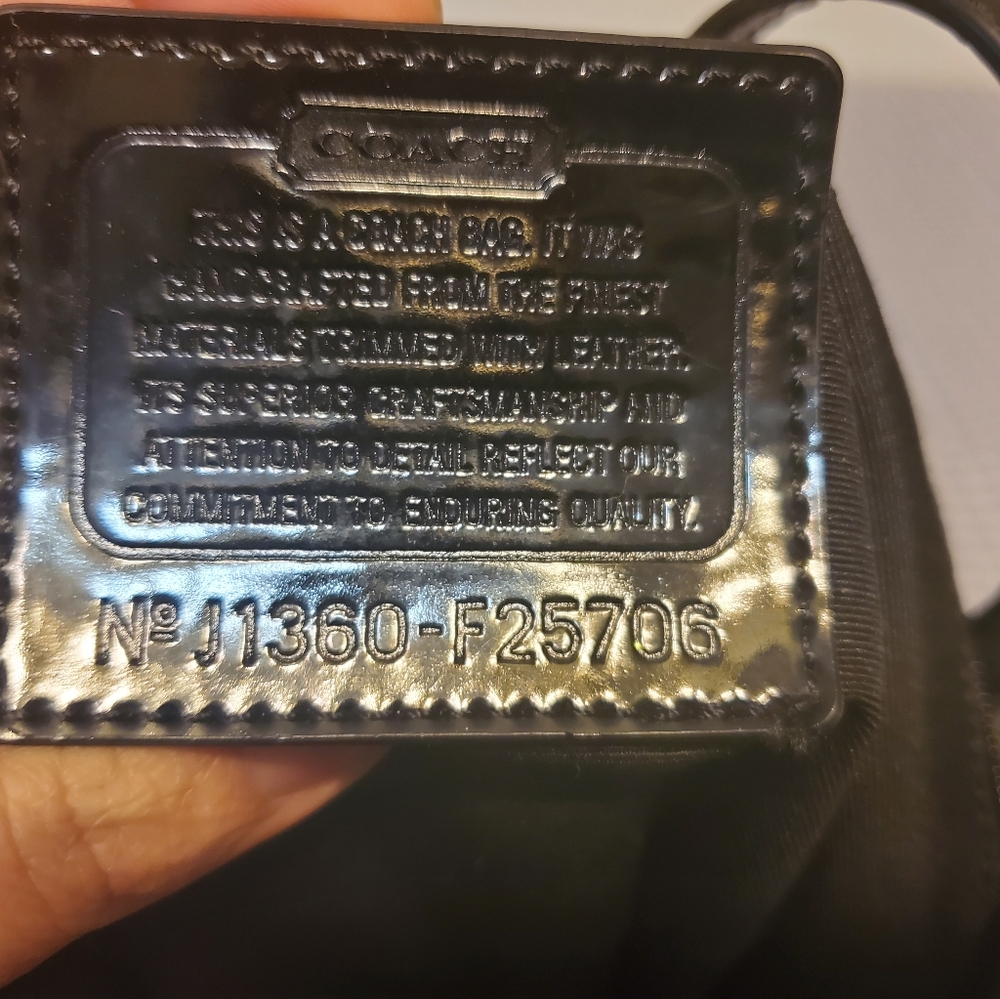 COACH
THIS IS A COACH BAG. IT WAS
HANDCRAFTED FROM THE FINEST
MATERIALS TRIMMED WITH LEATHER.
ITS SUPERIOR CRAFTSMANSHIP AND
ATTENTION TO DETAIL REFLECT OUR
COMMITMENT TO ENDURING QUALITY.
Nº J1360-F25706